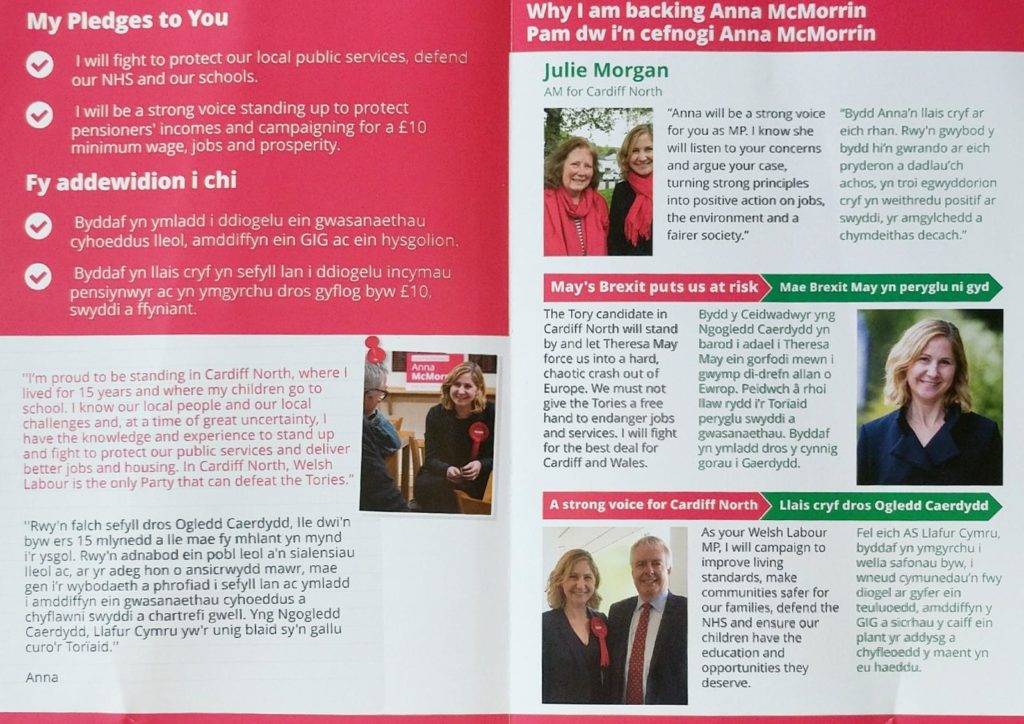 My Pledges to You
I will fight to protect our local public services, defend
our NHS and our schools.
I will be a strong voice standing up to protect
pensioners' incomes and campaigning for a £10
minimum wage, jobs and prosperity.
Fy addewidion i chi
Byddaf yn ymladd i ddiogelu ein gwasanaethau
cyhoeddus lleol, amddiffyn ein GIG ac ein hysgolion.
Byddaf yn llais cryf yn sefyll lan i ddiogelu incymau
pensiynwyr ac yn ymgyrchu dros gyflog byw £10,
swyddi a ffyniant.
"I'm proud to be standing in Cardiff North, where I
lived for 15 years and where my children go to
school. I know our local people and our local
challenges and, at a time of great uncertainty, I
have the knowledge and experience to stand up
and fight to protect our public services and deliver
better jobs and housing. In Cardiff North, Welsh
Labour is the only Party that can defeat the Tories."
Anna
McMorr
"Rwy'n falch sefyll dros Ogledd Caerdydd, lle dwi'n
byw ers 15 mlynedd a lle mae fy mhlant yn mynd
i'r ysgol. Rwy'n adnabod ein pobl leol a'n sialensiau
lleol ac, ar yr adeg hon o ansicrwydd mawr, mae
gen i'r wybodaeth a phrofiad i sefyll lan ac ymladd
i amddiffyn ein gwasanaethau cyhoeddus a
chyflawni swyddi a chartrefi gwell. Yng Ngogledd
Caerdydd, Llafur Cymru yw'r unig blaid sy'n gallu
curo'r Torïaid."
Anna
Why I am backing Anna McMorrin
Pam dw i'n cefnogi Anna McMorrin
Julie Morgan
AM for Cardiff North
"Anna will be a strong voice
for you as MP. I know she
will listen to your concerns
and argue your case,
turning strong principles
into positive action on jobs,
the environment and a
fairer society."
"Bydd Anna'n llais cryf ar
eich rhan. Rwy'n gwybod y
bydd hi'n gwrando ar eich
pryderon a dadlau'ch
achos, yn troi egwyddorion
cryf yn weithredu positif ar
swyddi, yr amgylchedd a
chymdeithas decach."
May's Brexit puts us at risk
Mae Brexit May yn peryglu ni gyd
The Tory candidate in
Cardiff North will stand
by and let Theresa May
force us into a hard,
chaotic crash out of
Europe. We must not
give the Tories a free
hand to endanger jobs
and services. I will fight
for the best deal for
Cardiff and Wales.
Bydd y Ceidwadwyr yng
Ngogledd Caerdydd yn
barod i adael i Theresa
May ein gorfodi mewn i
gwymp di-drefn allan o
Ewrop. Peidwch â rhoi
llaw rydd i'r Torïaid
peryglu swyddi a
gwasanaethau. Byddaf
yn ymladd dros y cynnig
gorau i Gaerdydd.
A strong voice for Cardiff North
Llais cryf dros Ogledd Caerdydd
As your Welsh Labour
MP, I will campaign to
improve living
standards, make
communities safer for
our families, defend the
NHS and ensure our
children have the
education and
opportunities they
deserve.
Fel eich AS Llafur Cymru,
byddaf yn ymgyrchu i
wella safonau byw, i
wneud cymunedau'n fwy
diogel ar gyfer ein
teuluoedd, amddiffyn y
GIG a sicrhau y caiff ein
plant yr addysg a
chyfleoedd y maent yn
eu haeddu.